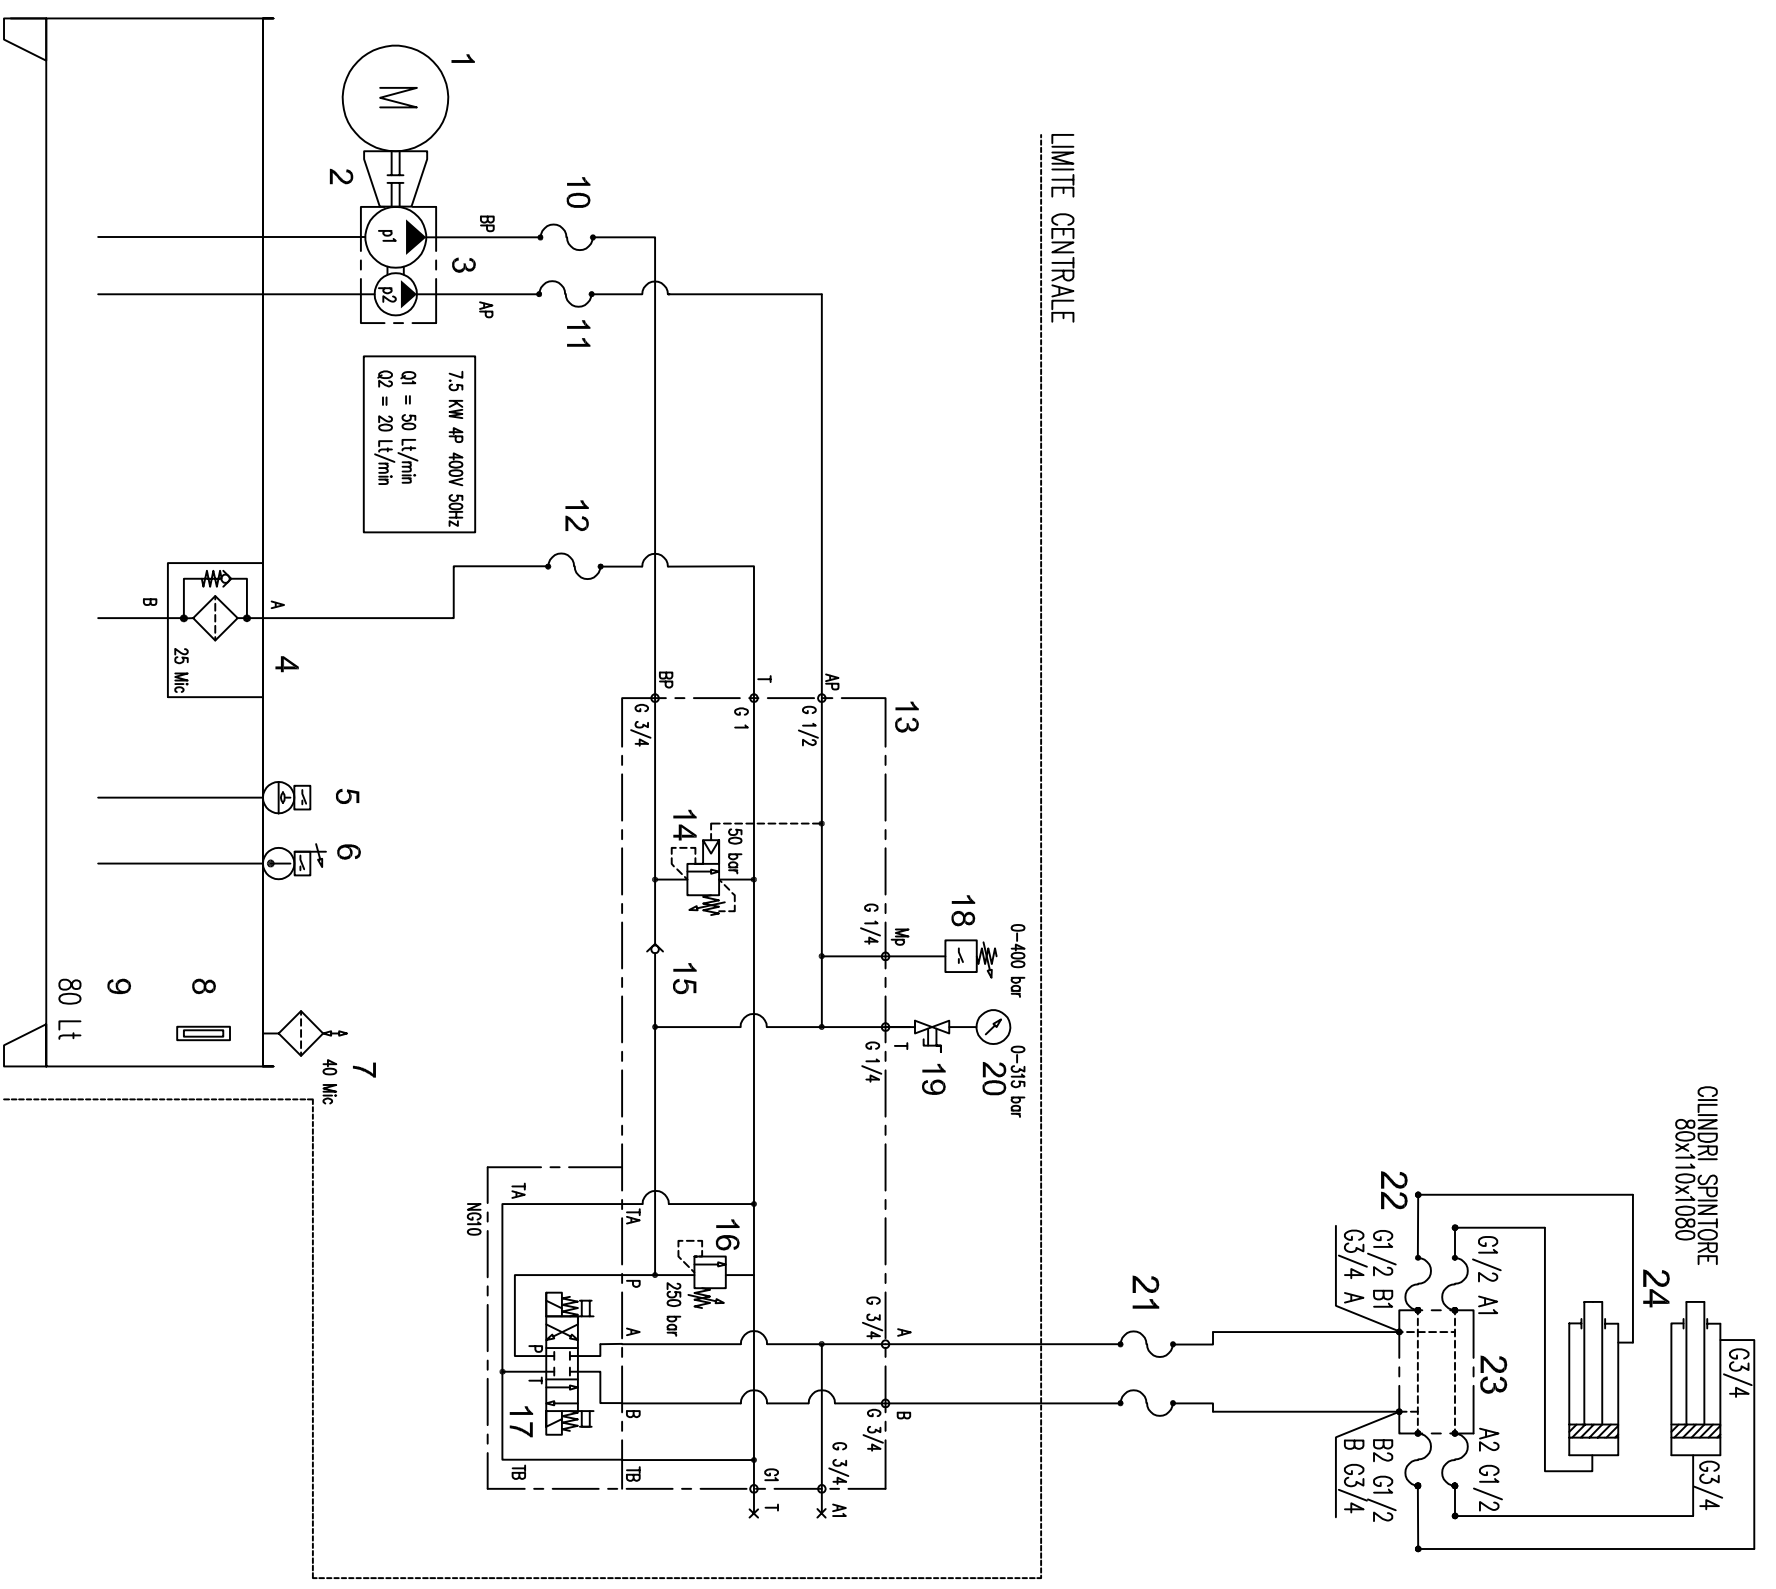 LIMITE CENTRALE
CILINDRI SPINTORE
80x110x1080
1
M
2
p1
p2
3
BP
AP
10
11
7.5 KW 4P 400V 50Hz
Q1 = 50 Lt/min
Q2 = 20 Lt/min
12
4
A
B
25 Mic
5
6
7
40 Mic
8
9
80 Lt
13
AP
T
BP
G 1/2
G 1
G 3/4
14
50 bar
15
16
250 bar
17
18
0-400 bar
Mp
G 1/4
19
20
0-315 bar
T
G 1/4
TA
TA
NG10
P
A
B
P
T
TB
TB
G 3/4
A
G 3/4
B
G 3/4
A1
G1
T
21
22
G1/2 A1
G1/2 B1
G3/4 A
23
A2 G1/2
B2 G1/2
B G3/4
24
G3/4
G3/4